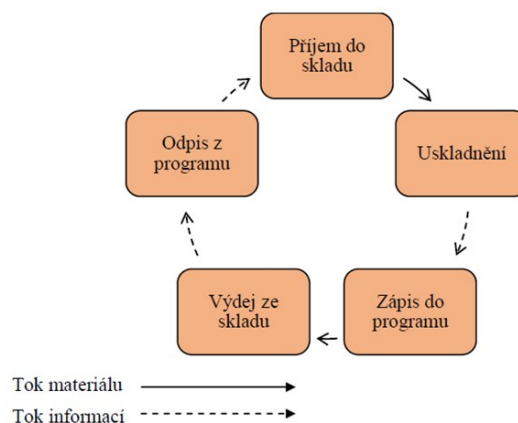 Příjem do
skladu
Uskladnění
Zápis do
programu
Výdej ze
skladu
Odpis z
programu
Tok materiálu
Tok informací